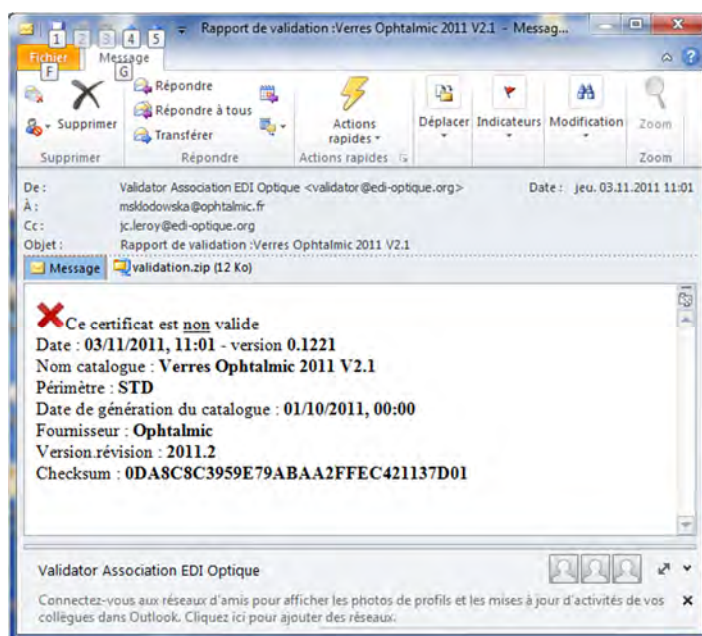 Rapport de validation :Verres Ophtalmic 2011 V2.1 - Messag...
1 2 3 4 5
Fichier Message
F G
Répondre
Répondre à tous
Transférer
Supprimer
Actions
rapides
Déplacer Indicateurs Modification Zoom
Supprimer Répondre Actions rapides Zoom
De : Validator Association EDI Optique <validator@edi-optique.org> Date : jeu. 03.11.2011 11:01
À : msklodowska@ophtalmic.fr
Cc : jc.leroy@edi-optique.org
Objet : Rapport de validation :Verres Ophtalmic 2011 V2.1
Message validation.zip (12 Ko)
Ce certificat est non valide
Date : 03/11/2011, 11:01 - version 0.1221
Nom catalogue : Verres Ophtalmic 2011 V2.1
Périmètre : STD
Date de génération du catalogue : 01/10/2011, 00:00
Fournisseur : Ophtalmic
Version.révision : 2011.2
Checksum : 0DA8C8C3959E79ABAA2FFEC421137D01
Validator Association EDI Optique
Connectez-vous aux réseaux d'amis pour afficher les photos de profils et les mises à jour d'activités de vos
collègues dans Outlook. Cliquez ici pour ajouter des réseaux.